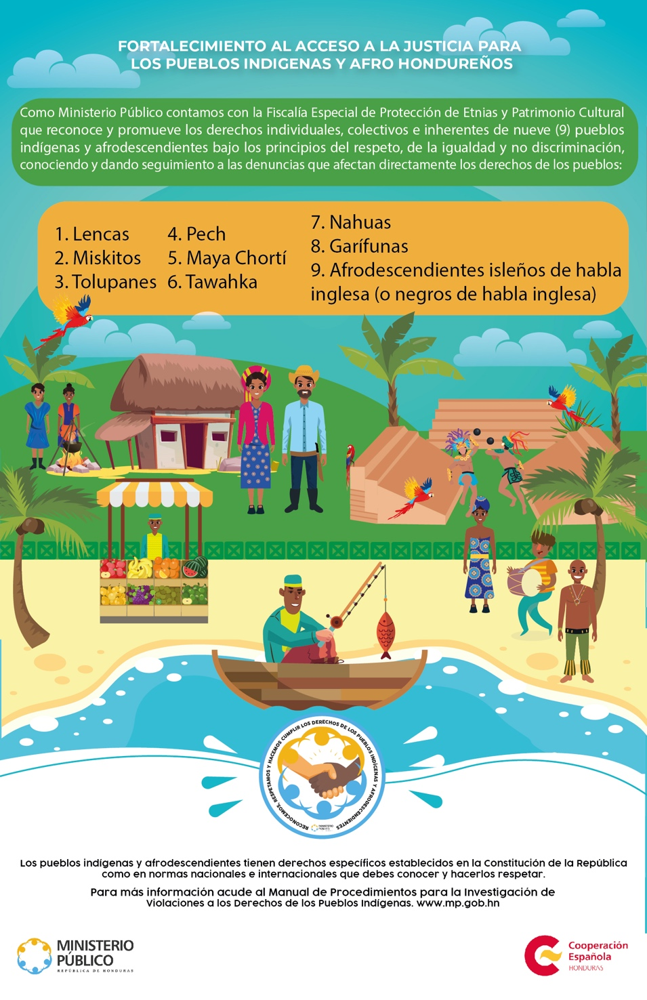 FORTALECIMIENTO AL ACCESO A LA JUSTICIA PARA
LOS PUEBLOS INDIGENAS Y AFRO HONDUREÑOS
Como Ministerio Público contamos con la Fiscalía Especial de Protección de Etnias y Patrimonio Cultural
que reconoce y promueve los derechos individuales, colectivos e inherentes de nueve (9) pueblos
indígenas y afrodescendientes bajo los principios del respeto, de la igualdad y no discriminación,
conociendo y dando seguimiento a las denuncias que afectan directamente los derechos de los pueblos:
1. Lencas
2. Miskitos
3. Tolupanes
4. Pech
5. Maya Chortí
6. Tawahka
7. Nahuas
8. Garífunas
9. Afrodescendientes isleños de habla
inglesa (o negros de habla inglesa)
RECONOCEMOS, RESPETAMOS Y HACEMOS CUMPLIR LOS DERECHOS DE LOS PUEBLOS INDÍGENAS Y AFRODESCENDIENTES
MINISTERIO
PÚBLICO
Los pueblos indígenas y afrodescendientes tienen derechos específicos establecidos en la Constitución de la República
como en normas nacionales e internacionales que debes conocer y hacerlos respetar.
Para más información acude al Manual de Procedimientos para la Investigación de
Violaciones a los Derechos de los Pueblos Indígenas. www.mp.gob.hn
MINISTERIO
PÚBLICO
REPÚBLICA DE HONDURAS
Cooperación
Española
HONDURAS